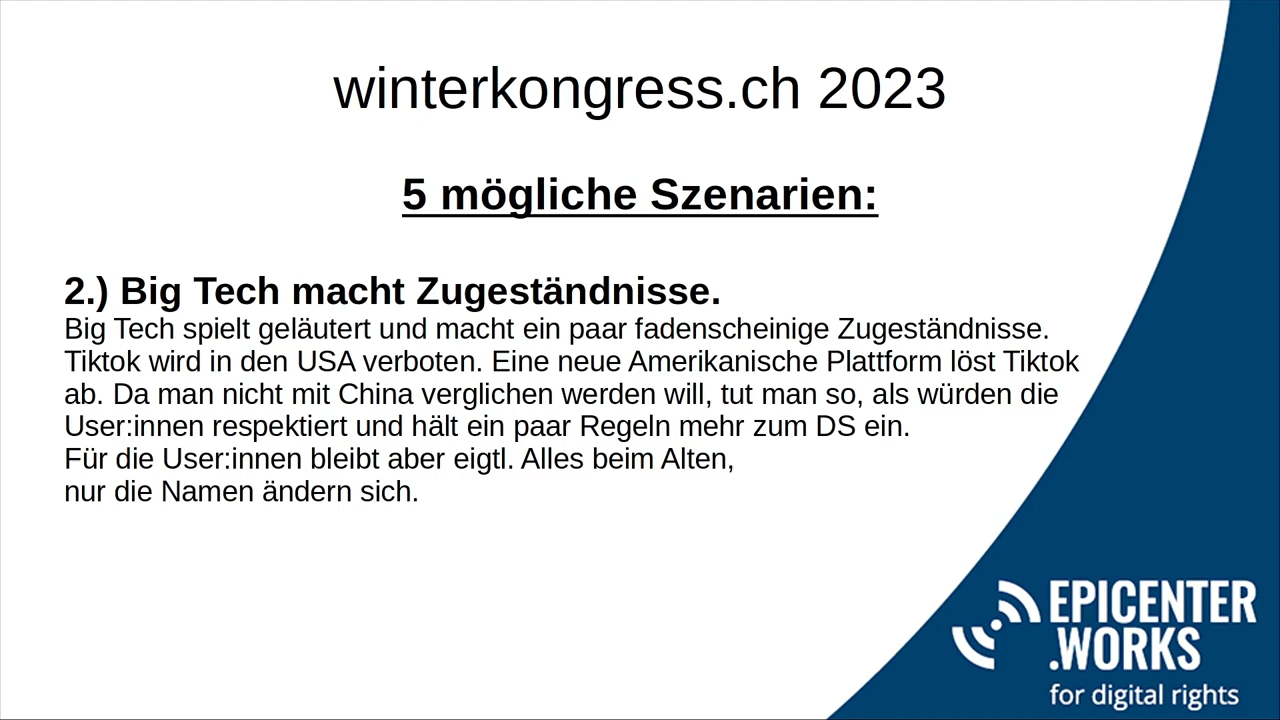 winterkongress.ch 2023
5 mögliche Szenarien:
2.) Big Tech macht Zugeständnisse.
Big Tech spielt geläutert und macht ein paar fadenscheinige Zugeständnisse.
Tiktok wird in den USA verboten. Eine neue Amerikanische Plattform löst Tiktok
ab. Da man nicht mit China verglichen werden will, tut man so, als würden die
User:innen respektiert und hält ein paar Regeln mehr zum DS ein.
Für die User:innen bleibt aber eigtl. Alles beim Alten,
nur die Namen ändern sich.
EPICENTER
.WORKS
for digital rights